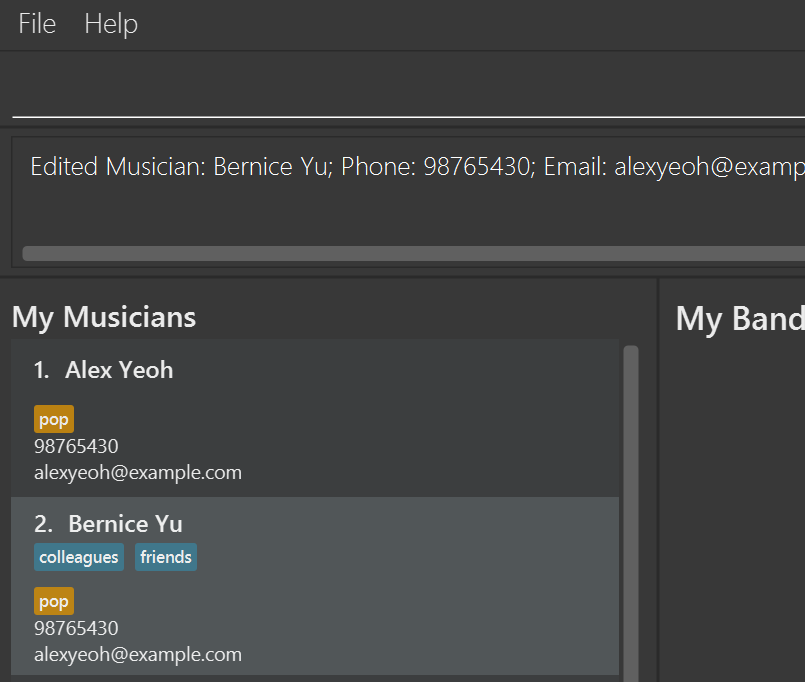 File Help
Edited Musician: Bernice Yu; Phone: 98765430; Email: alexyeoh@examp
My Musicians
1. Alex Yeoh
pop
98765430
alexyeoh@example.com
2. Bernice Yu
colleagues friends
pop
98765430
alexyeoh@example.com
My Band